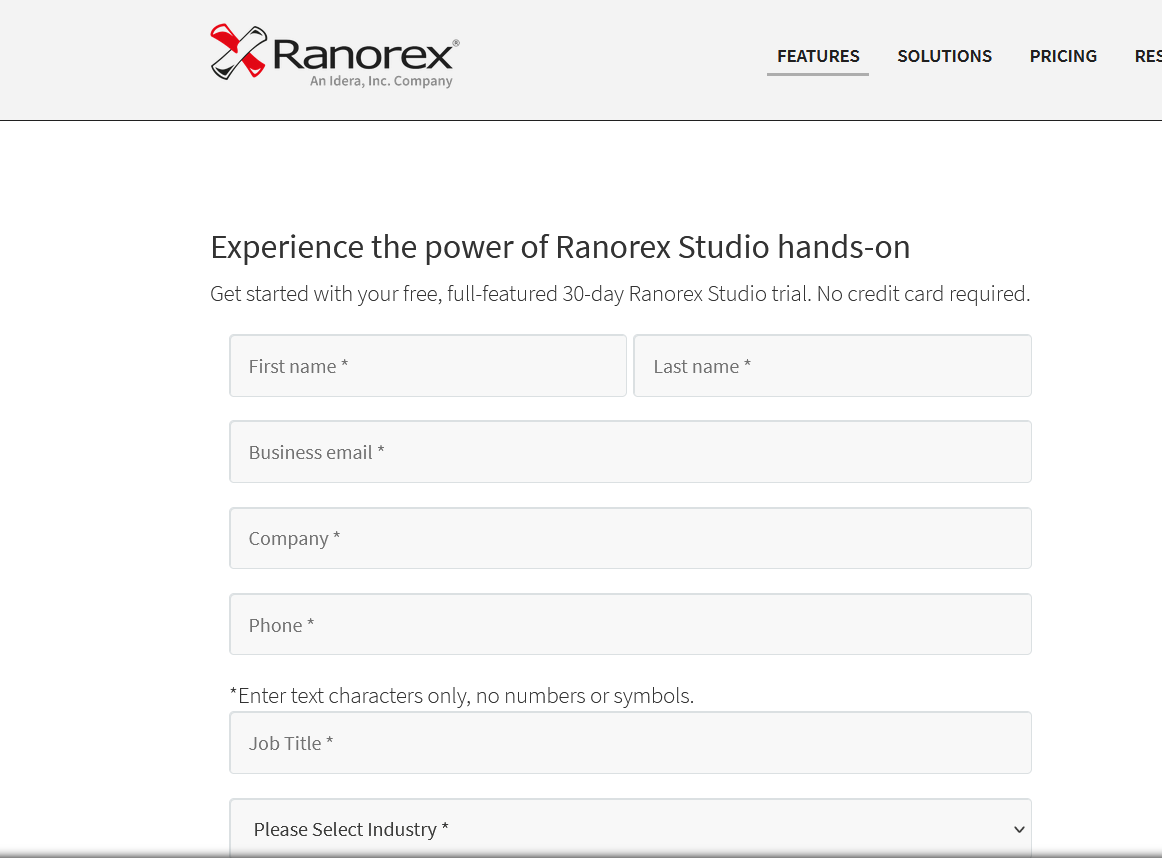 Ranorex®
An Idera, Inc. Company
FEATURES SOLUTIONS PRICING
Experience the power of Ranorex Studio hands-on
Get started with your free, full-featured 30-day Ranorex Studio trial. No credit card required.
First name * Last name *
Business email *
Company *
Phone *
*Enter text characters only, no numbers or symbols.
Job Title *
Please Select Industry *